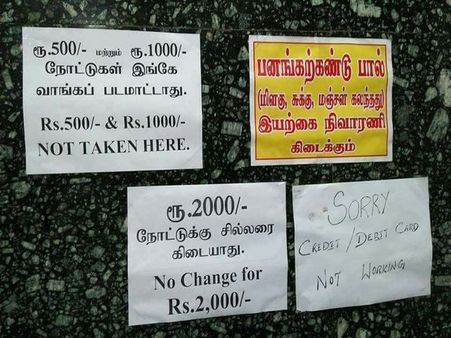 ரூ.500/- மற்றும் ரூ.1000/-
நோட்டுகள் இங்கே
வாங்கப் படமாட்டாது.
Rs.500/- & Rs.1000/-
NOT TAKEN HERE.
பனங்கற்கண்டு பால்
(மிளகு, சுக்கு, மஞ்சள் கலந்தது)
இயற்கை நிவாரணி
கிடைக்கும்
ரூ.2000/-
நோட்டுக்கு சில்லரை
கிடையாது.
No Change for
Rs.2,000/-
SORRY
CREDIT / DEBIT CARD
NOT WORKING